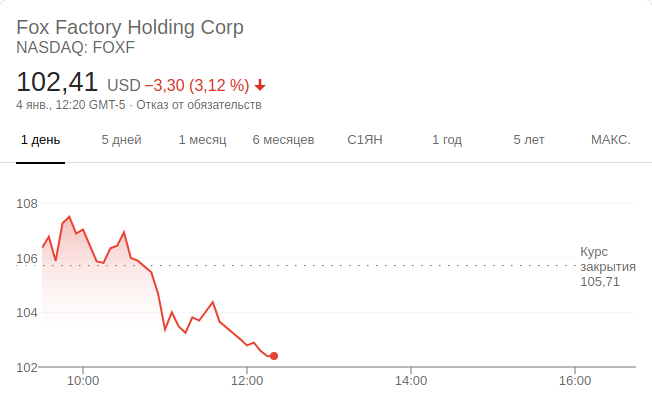 Fox Factory Holding Corp
NASDAQ: FOXF
102,41 USD −3,30 (3,12 %)
4 янв., 12:20 GMT-5 · Отказ от обязательств
1 день 5 дней 1 месяц 6 месяцев С1ЯН 1 год 5 лет МАКС.
108
106
104
102
Курс
закрытия
105,71
10:00 12:00 14:00 16:00